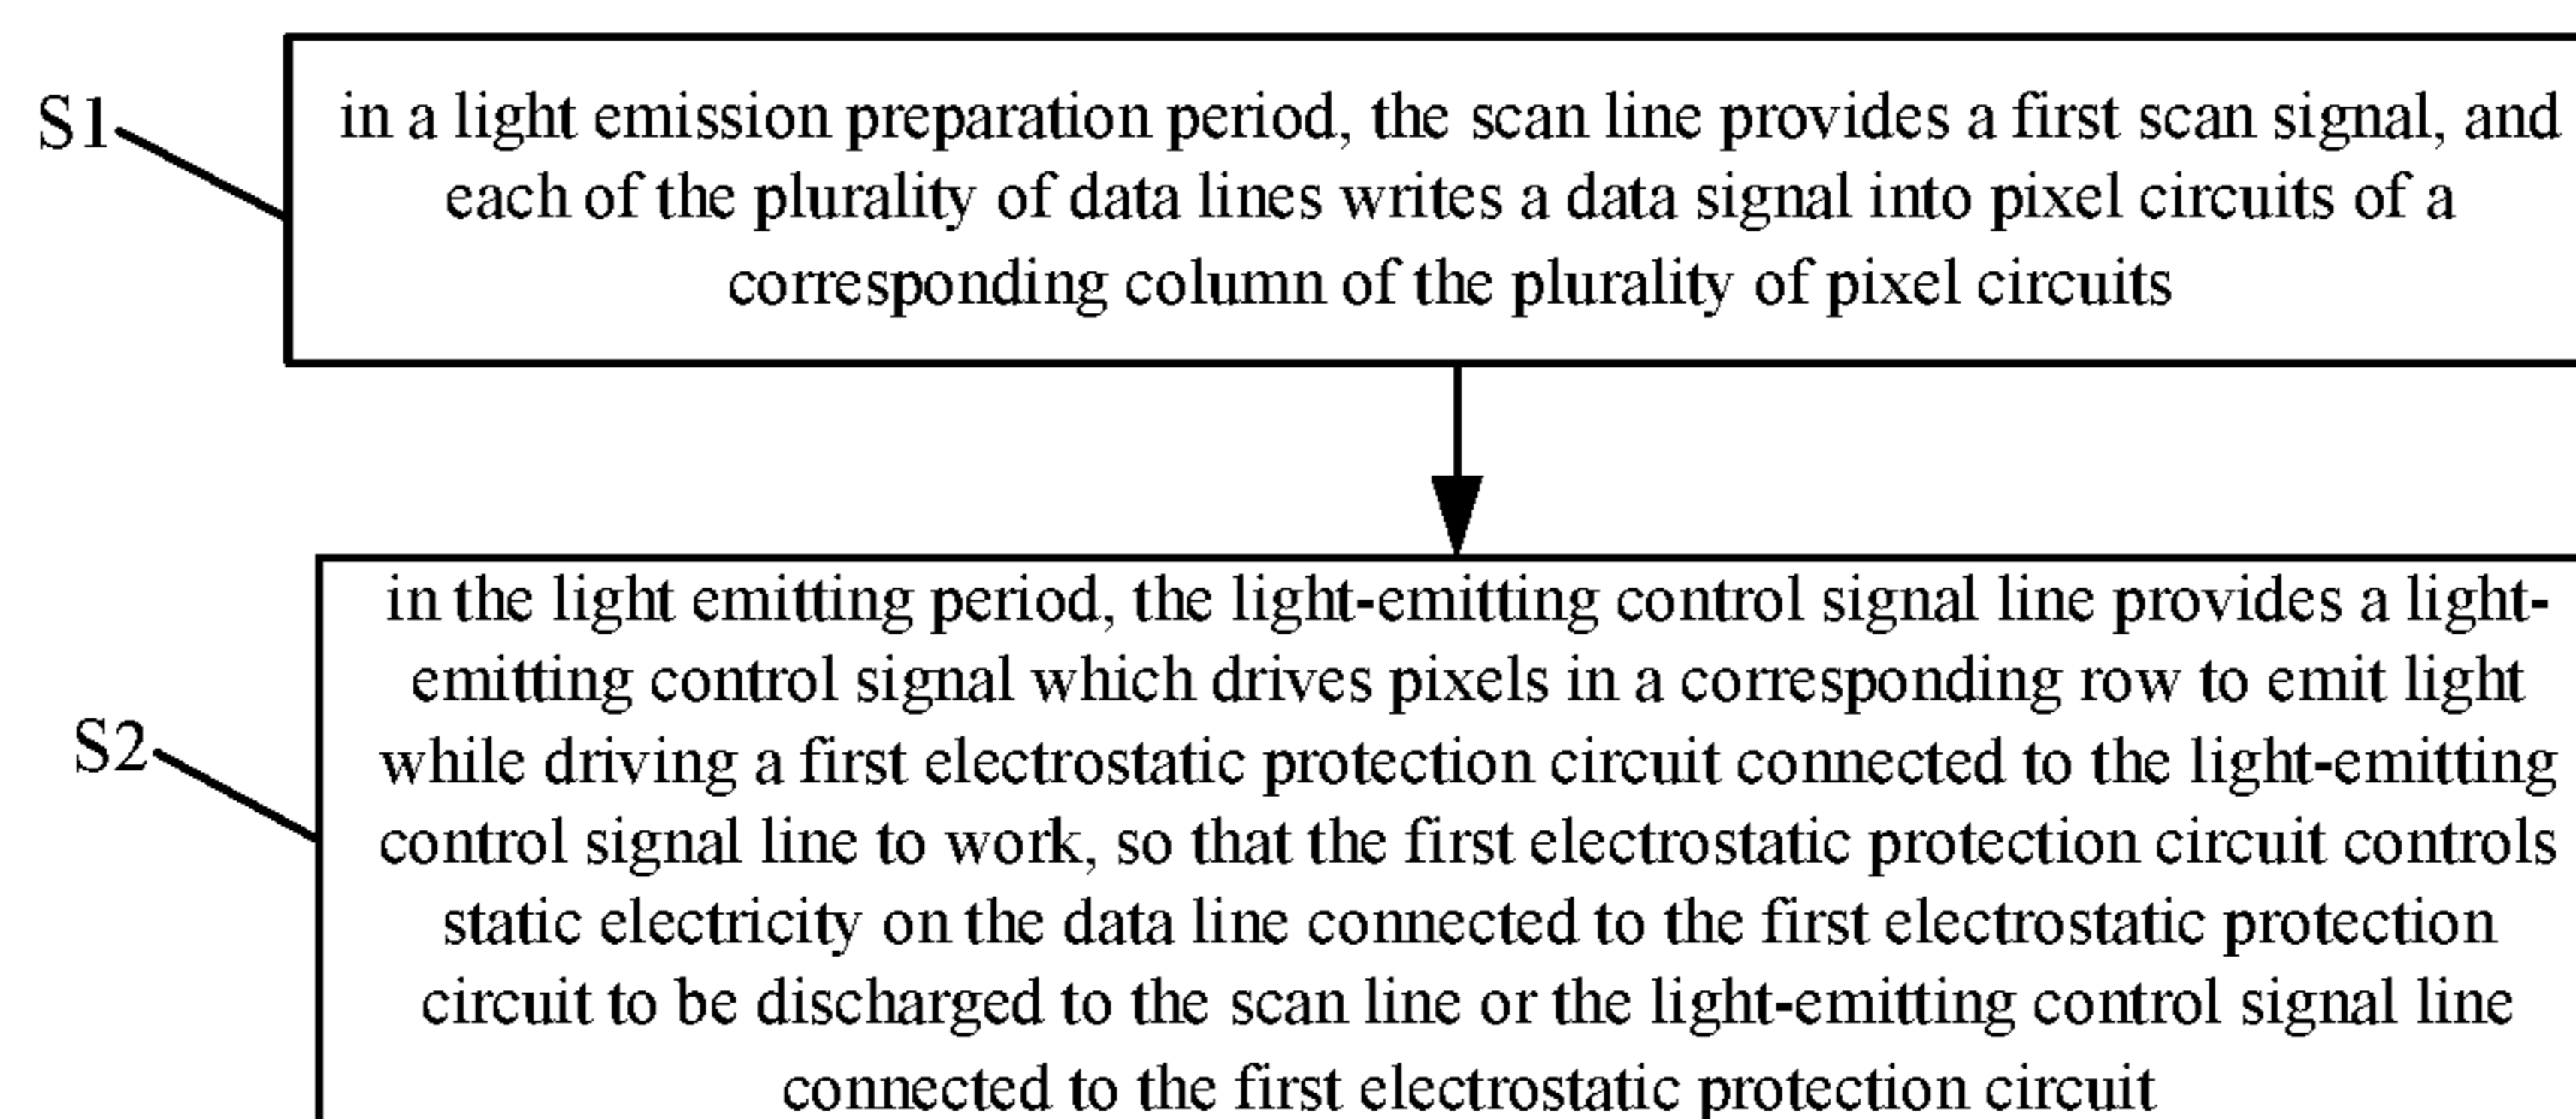 S1
in a light emission preparation period, the scan line provides a first scan signal, and
each of the plurality of data lines writes a data signal into pixel circuits of a
corresponding column of the plurality of pixel circuits
S2
in the light emitting period, the light-emitting control signal line provides a light-
emitting control signal which drives pixels in a corresponding row to emit light
while driving a first electrostatic protection circuit connected to the light-emitting
control signal line to work, so that the first electrostatic protection circuit controls
static electricity on the data line connected to the first electrostatic protection
circuit to be discharged to the scan line or the light-emitting control signal line
connected to the first electrostatic protection circuit